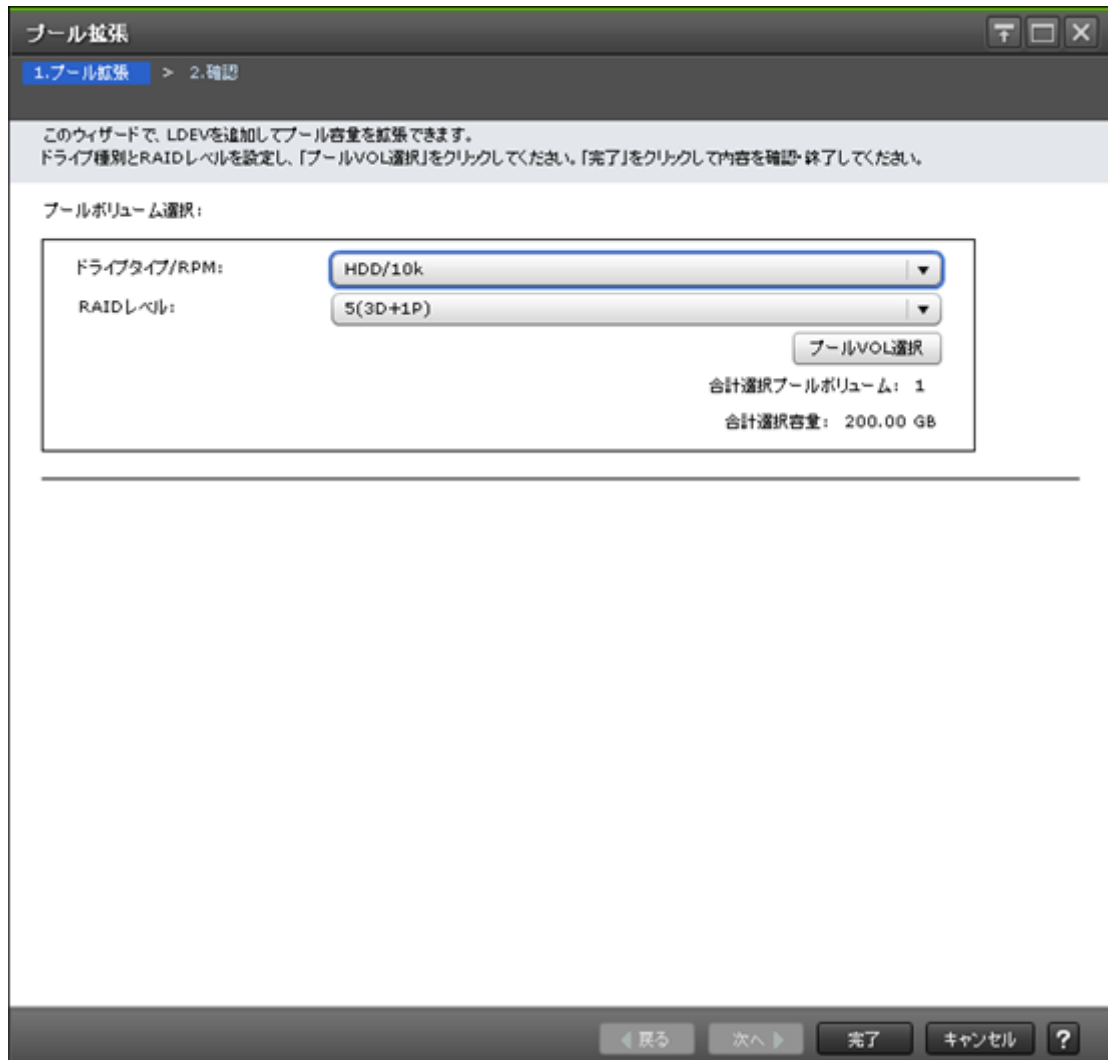 プール拡張
1.プール拡張 > 2.確認
このウィザードで、LDEVを追加してプール容量を拡張できます。
ドライブ種別とRAIDレベルを設定し、「プールVOL選択」をクリックしてください。「完了」をクリックして内容を確認・終了してください。
プールボリューム選択:
ドライブタイプ/RPM: HDD/10k
RAIDレベル: 5(3D+1P)
プールVOL選択
合計選択プールボリューム: 1
合計選択容量: 200.00 GB
戻る 次へ 完了 キャンセル ?